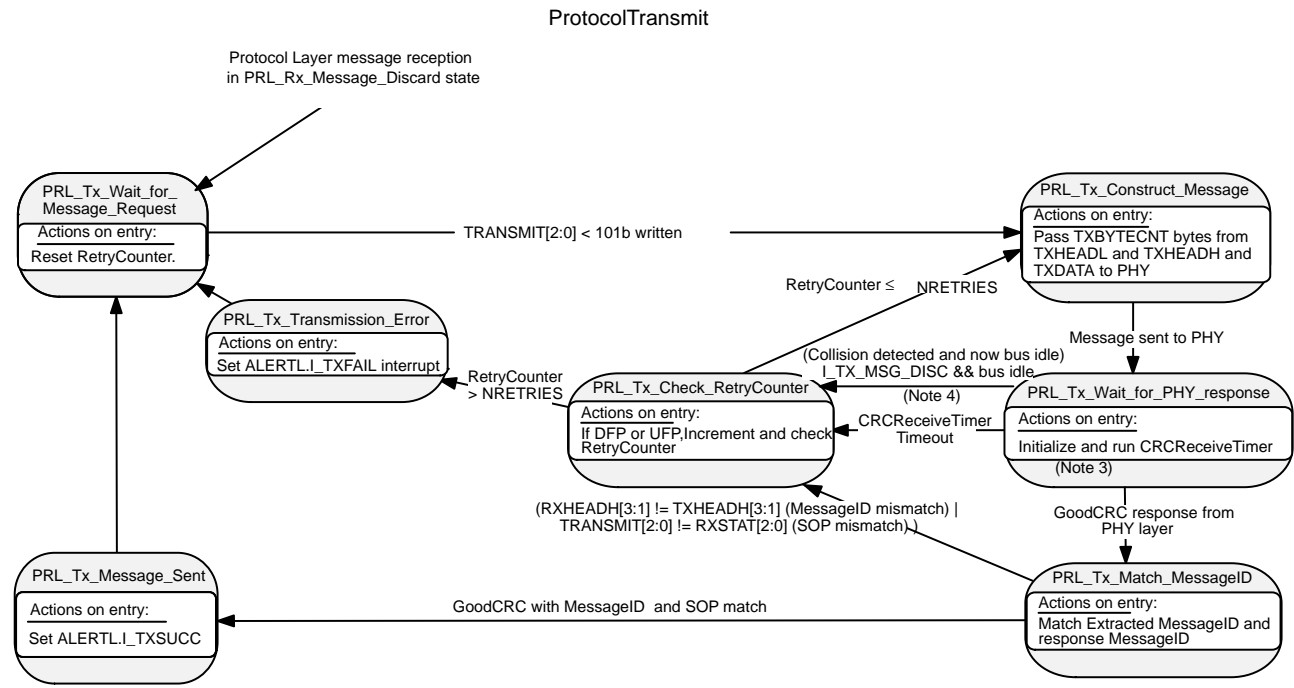 ProtocolTransmit
Protocol Layer message reception
in PRL_Rx_Message_Discard state
PRL_Tx_Wait_for_
Message_Request
Actions on entry:
Reset RetryCounter.
TRANSMIT[2:0] < 101b written
PRL_Tx_Construct_Message
Actions on entry:
Pass TXBYTECNT bytes from
TXHEADL and TXHEADH and
TXDATA to PHY
RetryCounter ≤ NRETRIES
PRL_Tx_Transmission_Error
Actions on entry:
Set ALERTL.I_TXFAIL interrupt
Message sent to PHY
(Collision detected and now bus idle)
I_TX_MSG_DISC && bus idle
(Note 4)
RetryCounter
> NRETRIES
PRL_Tx_Check_RetryCounter
Actions on entry:
If DFP or UFP,Increment and check
RetryCounter
CRCReceiveTimer
Timeout
PRL_Tx_Wait_for_PHY_response
Actions on entry:
Initialize and run CRCReceiveTimer
(Note 3)
(RXHEADH[3:1] != TXHEADH[3:1] (MessageID mismatch) |
TRANSMIT[2:0] != RXSTAT[2:0] (SOP mismatch) )
GoodCRC response from
PHY layer
PRL_Tx_Message_Sent
Actions on entry:
Set ALERTL.I_TXSUCC
GoodCRC with MessageID and SOP match
PRL_Tx_Match_MessageID
Actions on entry:
Match Extracted MessageID and
response MessageID